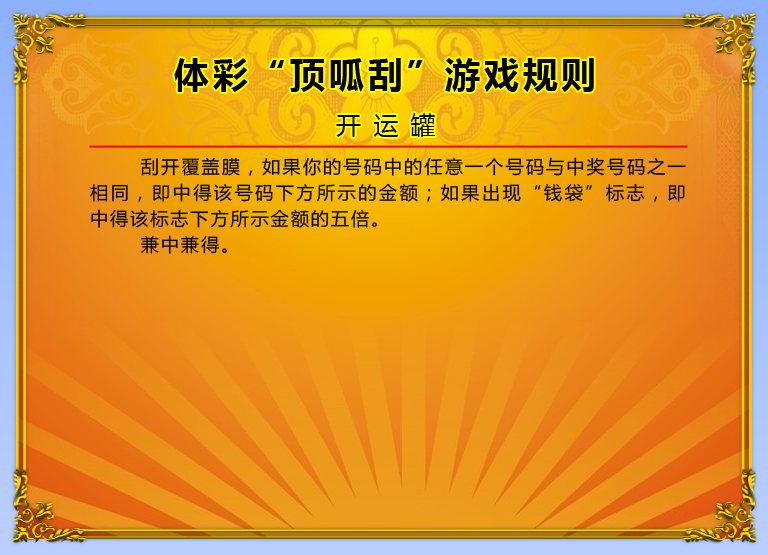 体彩“顶呱刮”游戏规则
开运罐
刮开覆盖膜，如果你的号码中的任意一个号码与中奖号码之一
相同，即中得该号码下方所示的金额；如果出现“钱袋”标志，即
中得该标志下方所示金额的五倍。
兼中兼得。